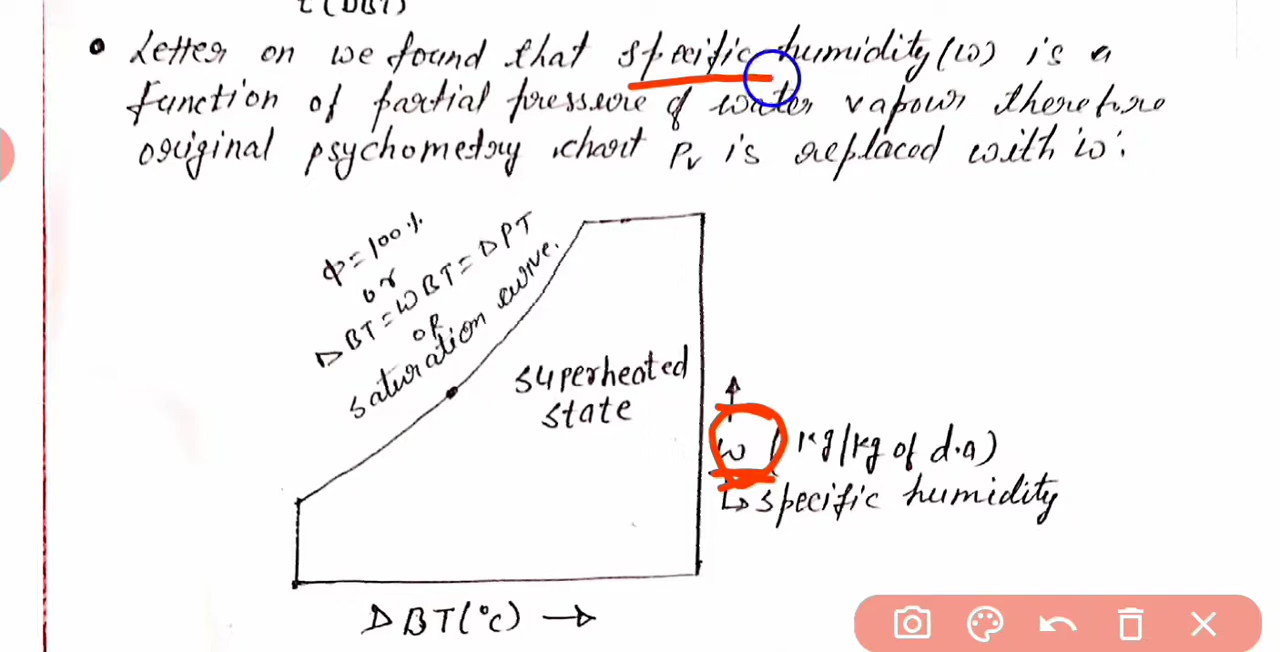 t (DBT)
• Letter on we found that specific humidity (ω) is a
function of partial pressure of water vapour therefore
original psychometry chart Pv is replaced with ω:
Φ = 100 %
or
DBT = WBT = DPT
or
saturation curve.
superheated
state
ω ( kg/kg of d.a)
↳ specific humidity
DBT (°c) →